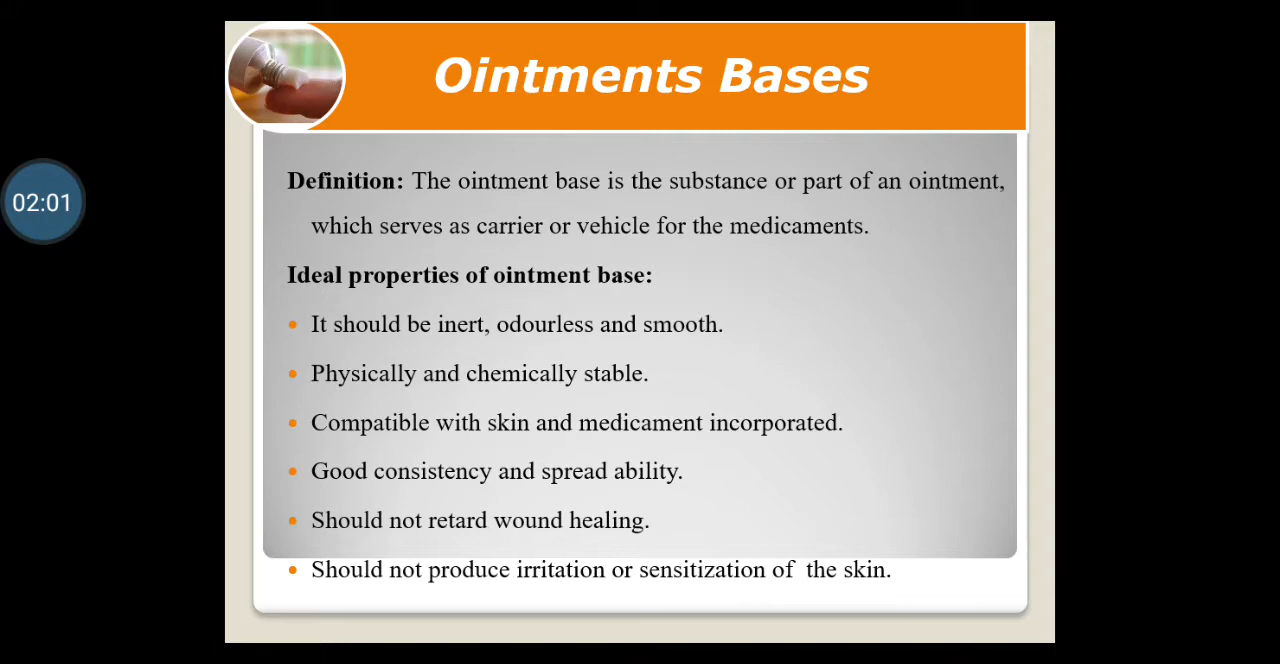 Ointments Bases
02:01
Definition: The ointment base is the substance or part of an ointment,
which serves as carrier or vehicle for the medicaments.
Ideal properties of ointment base:
• It should be inert, odourless and smooth.
• Physically and chemically stable.
• Compatible with skin and medicament incorporated.
• Good consistency and spread ability.
• Should not retard wound healing.
• Should not produce irritation or sensitization of the skin.